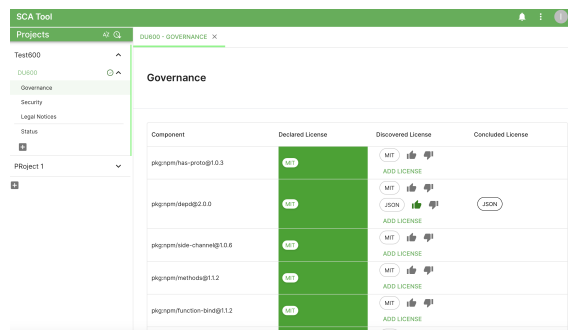 SCA Tool
Projects
DU600 - GOVERNANCE
Test600
DU600
Governance
Security
Legal Notices
Status
PRoject 1
Governance
Component Declared License Discovered License Concluded License
pkg:npm/has-proto@1.0.3 MIT MIT
ADD LICENSE
MIT
pkg:npm/depd@2.0.0 MIT JSON JSON
ADD LICENSE
MIT
pkg:npm/side-channel@1.0.6 MIT
ADD LICENSE
MIT
pkg:npm/methods@1.1.2 MIT
ADD LICENSE
MIT
pkg:npm/function-bind@1.1.2 MIT
ADD LICENSE